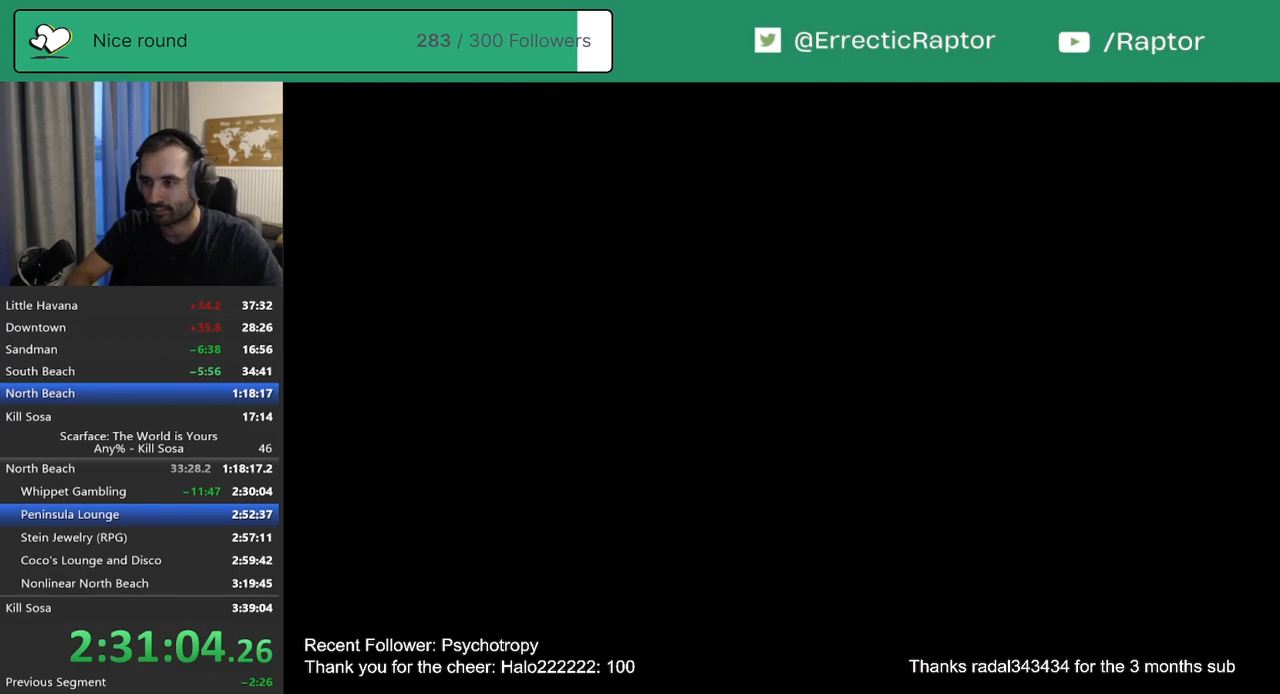 Nice round
283 / 300 Followers
@ErrecticRaptor
/Raptor
Little Havana +34.2 37:32
Downtown +35.8 28:26
Sandman −6:38 16:56
South Beach −5:56 34:41
North Beach 1:18:17
Kill Sosa 17:14
Scarface: The World is Yours
Any% - Kill Sosa 46
North Beach 33:28.2 1:18:17.2
Whippet Gambling −11:47 2:30:04
Peninsula Lounge 2:52:37
Stein Jewelry (RPG) 2:57:11
Coco's Lounge and Disco 2:59:42
Nonlinear North Beach 3:19:45
Kill Sosa 3:39:04
2:31:04.26
Previous Segment −2:26
Recent Follower: Psychotropy
Thank you for the cheer: Halo222222: 100
Thanks radal343434 for the 3 months sub